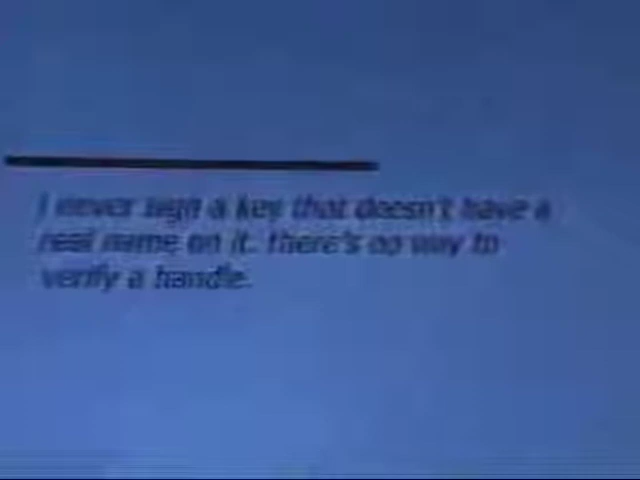 I never sign a key that doesn't have a
real name on it. There's no way to
verify a handle.